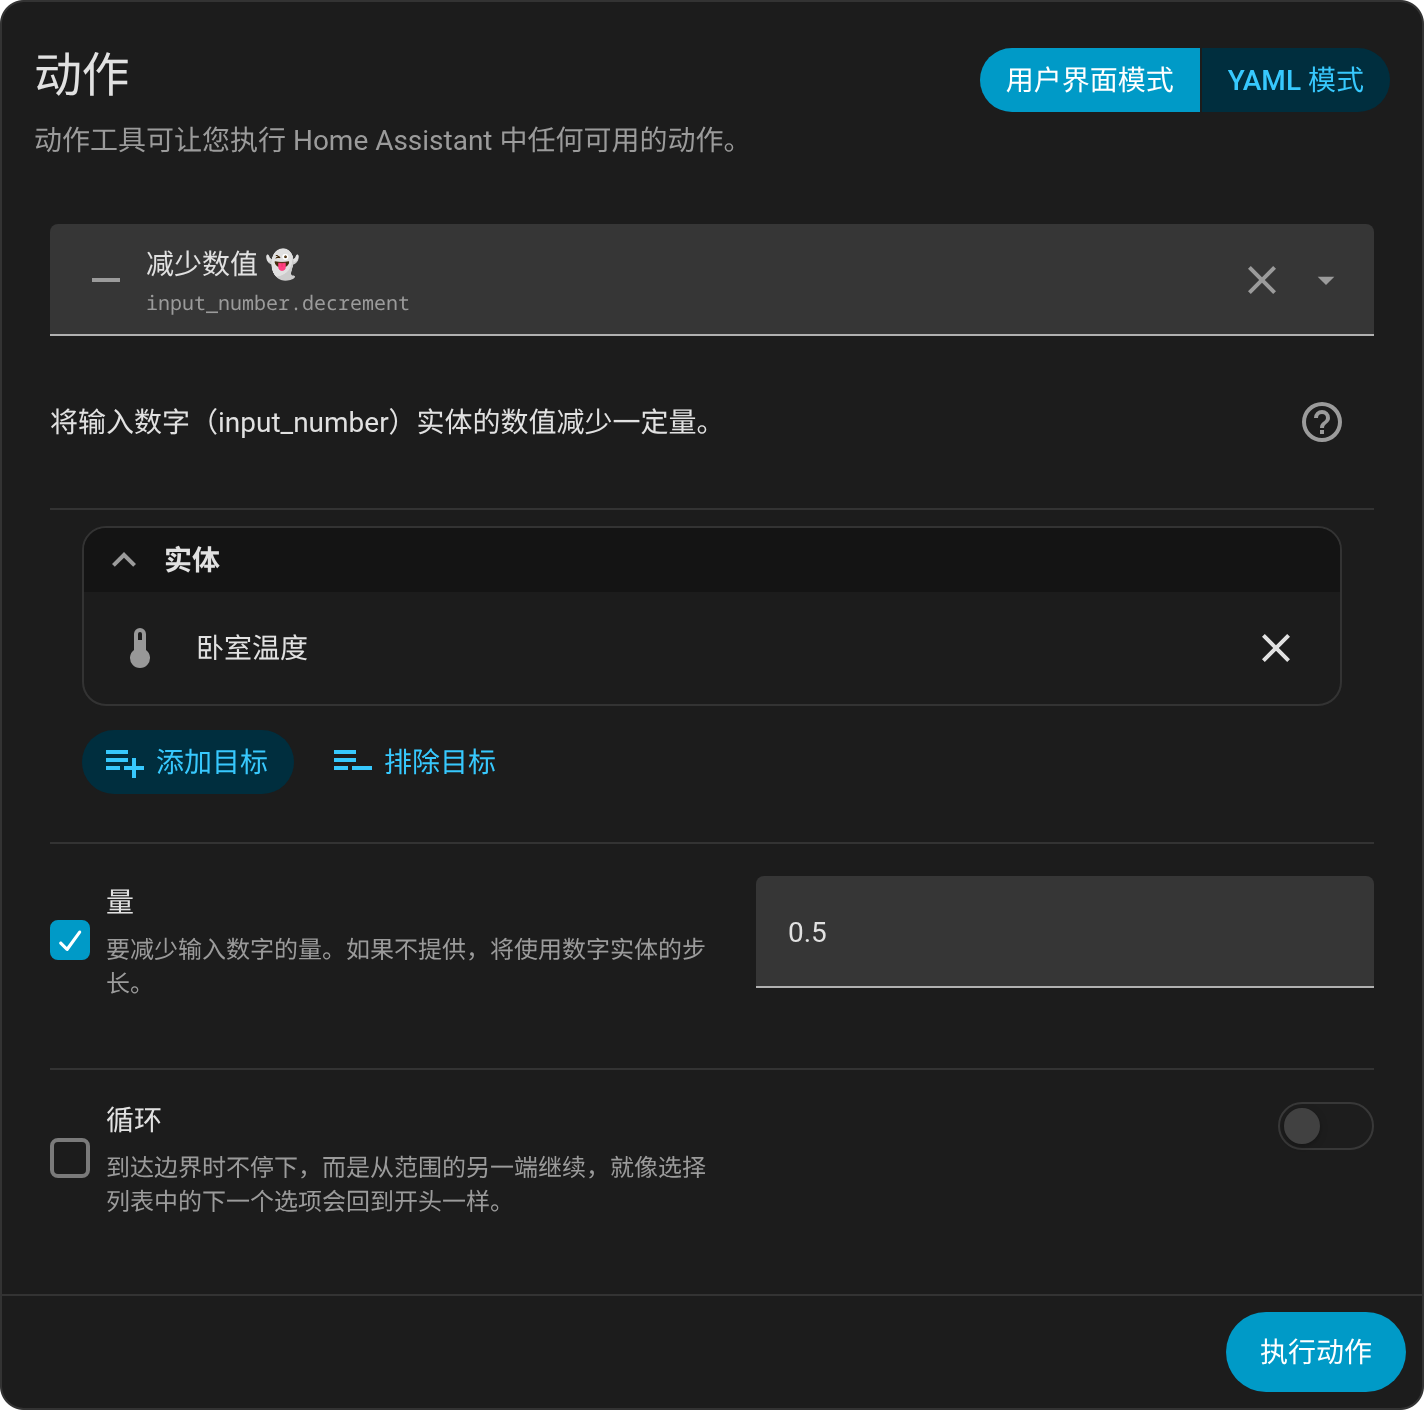 动作
用户界面模式
YAML 模式
动作工具可让您执行 Home Assistant 中任何可用的动作。
减少数值 👻
input_number.decrement
将输入数字（input_number）实体的数值减少一定量。
实体
卧室温度
添加目标
排除目标
量
要减少输入数字的量。如果不提供，将使用数字实体的步
长。
0.5
循环
到达边界时不停下，而是从范围的另一端继续，就像选择
列表中的下一个选项会回到开头一样。
执行动作